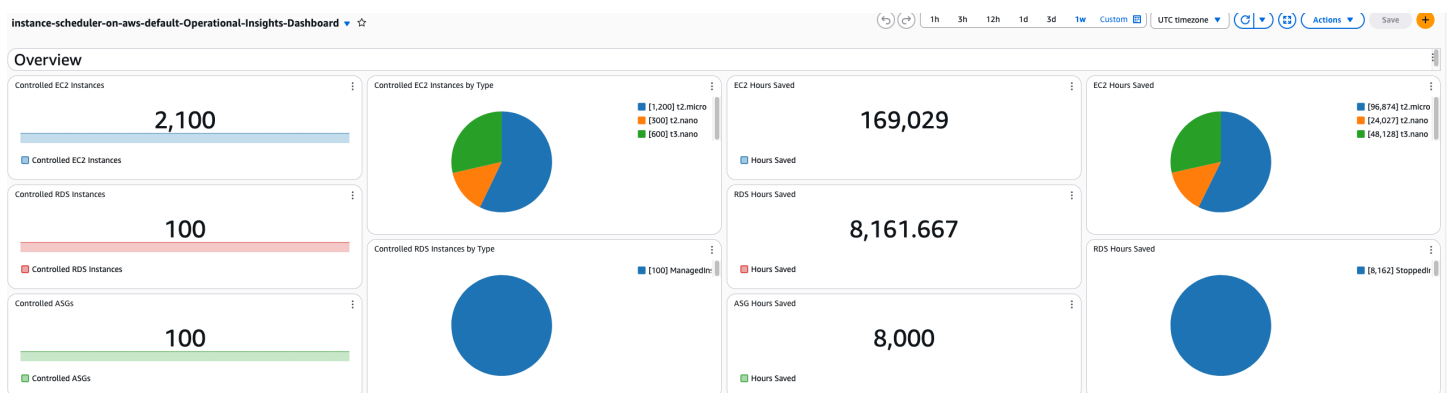 instance-scheduler-on-aws-default-Operational-Insights-Dashboard
1h 3h 12h 1d 3d 1w Custom UTC timezone Actions Save +
Overview
Controlled EC2 Instances
2,100
Controlled EC2 Instances
Controlled EC2 Instances by Type
[1,200] t2.micro
[300] t2.nano
[600] t3.nano
EC2 Hours Saved
169,029
Hours Saved
EC2 Hours Saved
[96,874] t2.micro
[24,027] t2.nano
[48,128] t3.nano
Controlled RDS Instances
100
Controlled RDS Instances
Controlled RDS Instances by Type
[100] ManagedIn
RDS Hours Saved
8,161.667
Hours Saved
RDS Hours Saved
[8,162] StoppedIr
Controlled ASGs
100
Controlled ASGs
ASG Hours Saved
8,000
Hours Saved